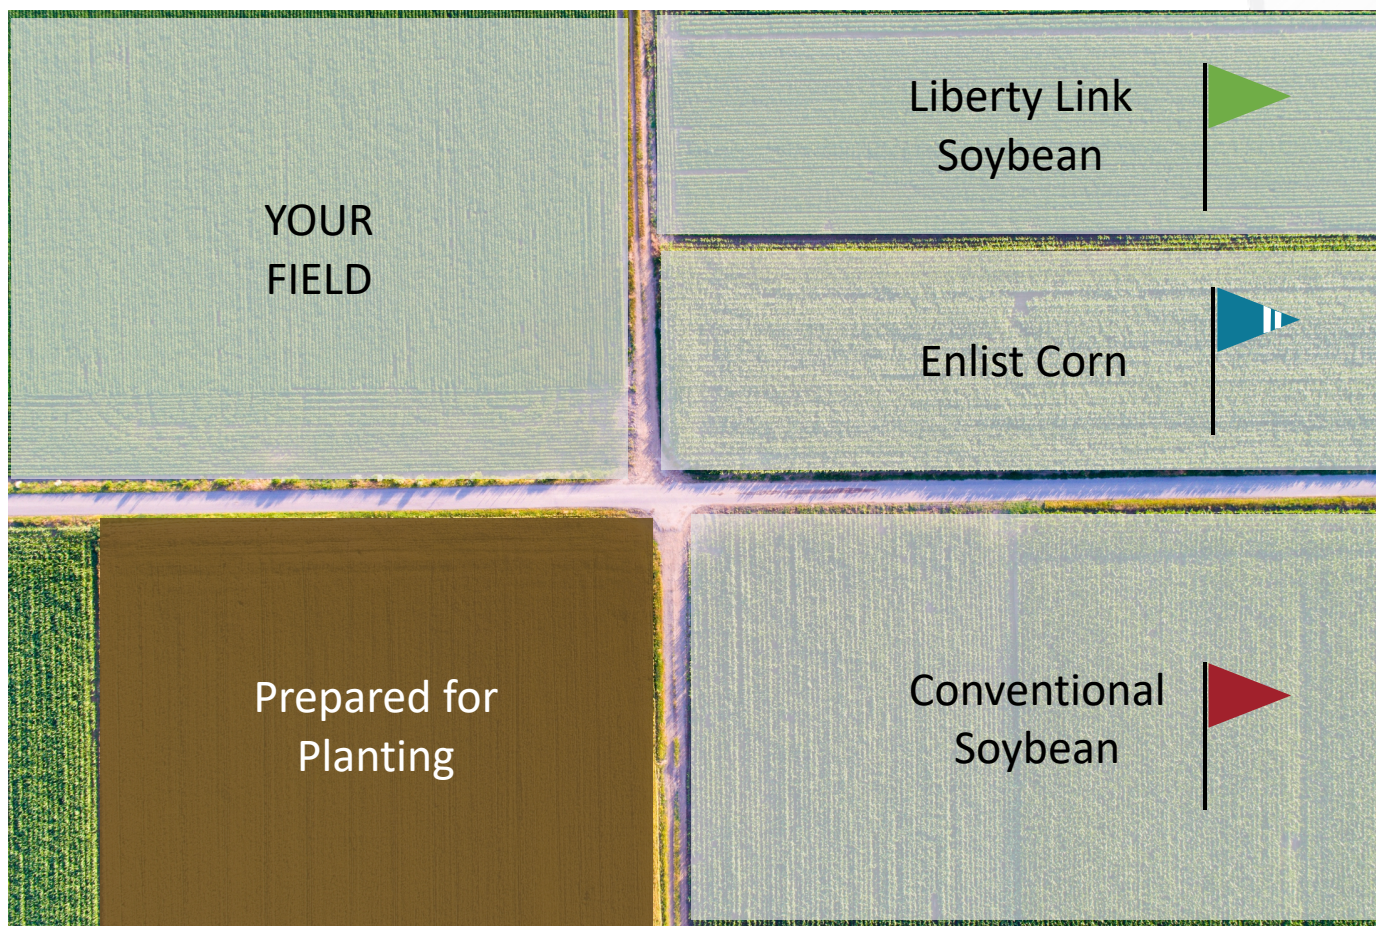 YOUR
FIELD
Liberty Link
Soybean
Enlist Corn
Prepared for
Planting
Conventional
Soybean